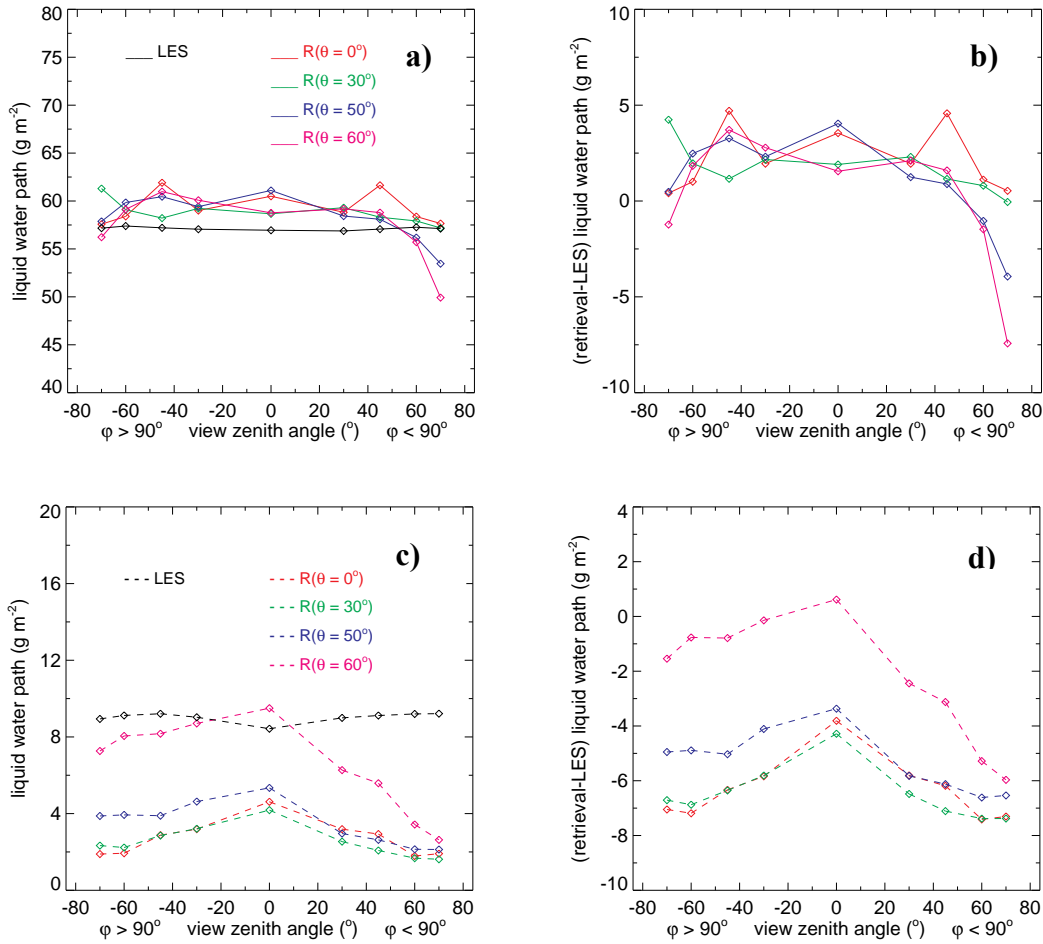 a)
LES
R(θ = 0°)
R(θ = 30°)
R(θ = 50°)
R(θ = 60°)
liquid water path (g m⁻²)
80
75
70
65
60
55
50
45
40
-80 -60 -40 -20 0 20 40 60 80
φ > 90° view zenith angle (°) φ < 90°
b)
(retrieval-LES) liquid water path (g m⁻²)
10
5
0
-5
-10
-80 -60 -40 -20 0 20 40 60 80
φ > 90° view zenith angle (°) φ < 90°
c)
LES
R(θ = 0°)
R(θ = 30°)
R(θ = 50°)
R(θ = 60°)
liquid water path (g m⁻²)
20
16
12
8
4
0
-80 -60 -40 -20 0 20 40 60 80
φ > 90° view zenith angle (°) φ < 90°
d)
(retrieval-LES) liquid water path (g m⁻²)
4
2
0
-2
-4
-6
-8
-10
-80 -60 -40 -20 0 20 40 60 80
φ > 90° view zenith angle (°) φ < 90°